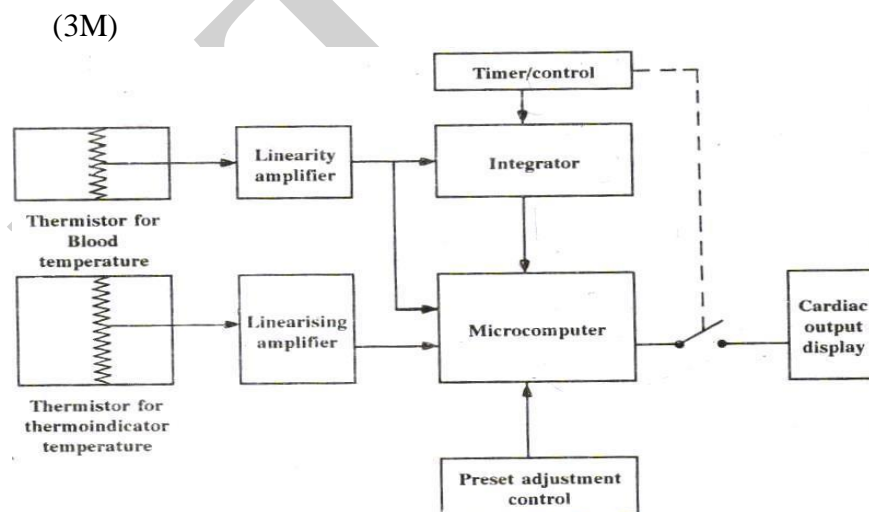 (3M)
Timer/control
Linearity
amplifier
Integrator
Thermistor for
Blood
temperature
Linearising
amplifier
Microcomputer
Cardiac
output
display
Thermistor for
thermoindicator
temperature
Preset adjustment
control